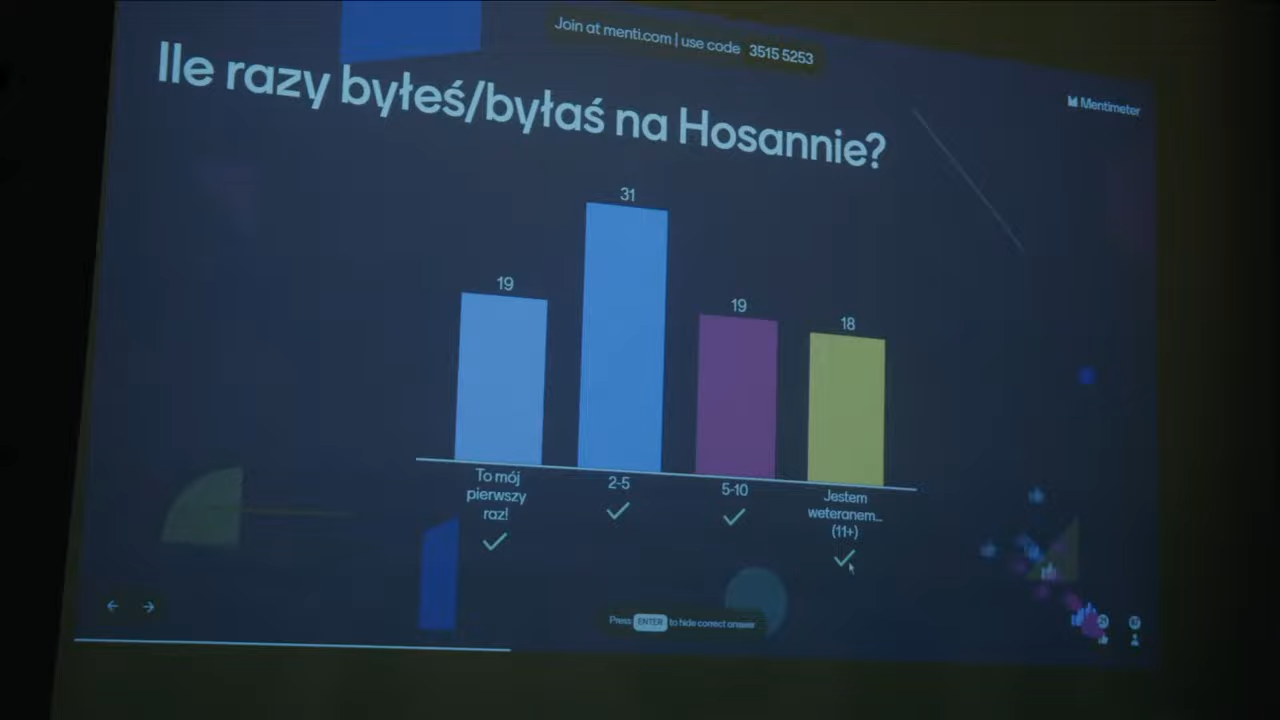 Join at menti.com | use code 3515 5253
Mentimeter
Ile razy byłeś/byłaś na Hosannie?
19
31
19
18
To mój
pierwszy
raz!
2-5
5-10
Jestem
weteranem...
(11+)
Press ENTER to hide correct answer